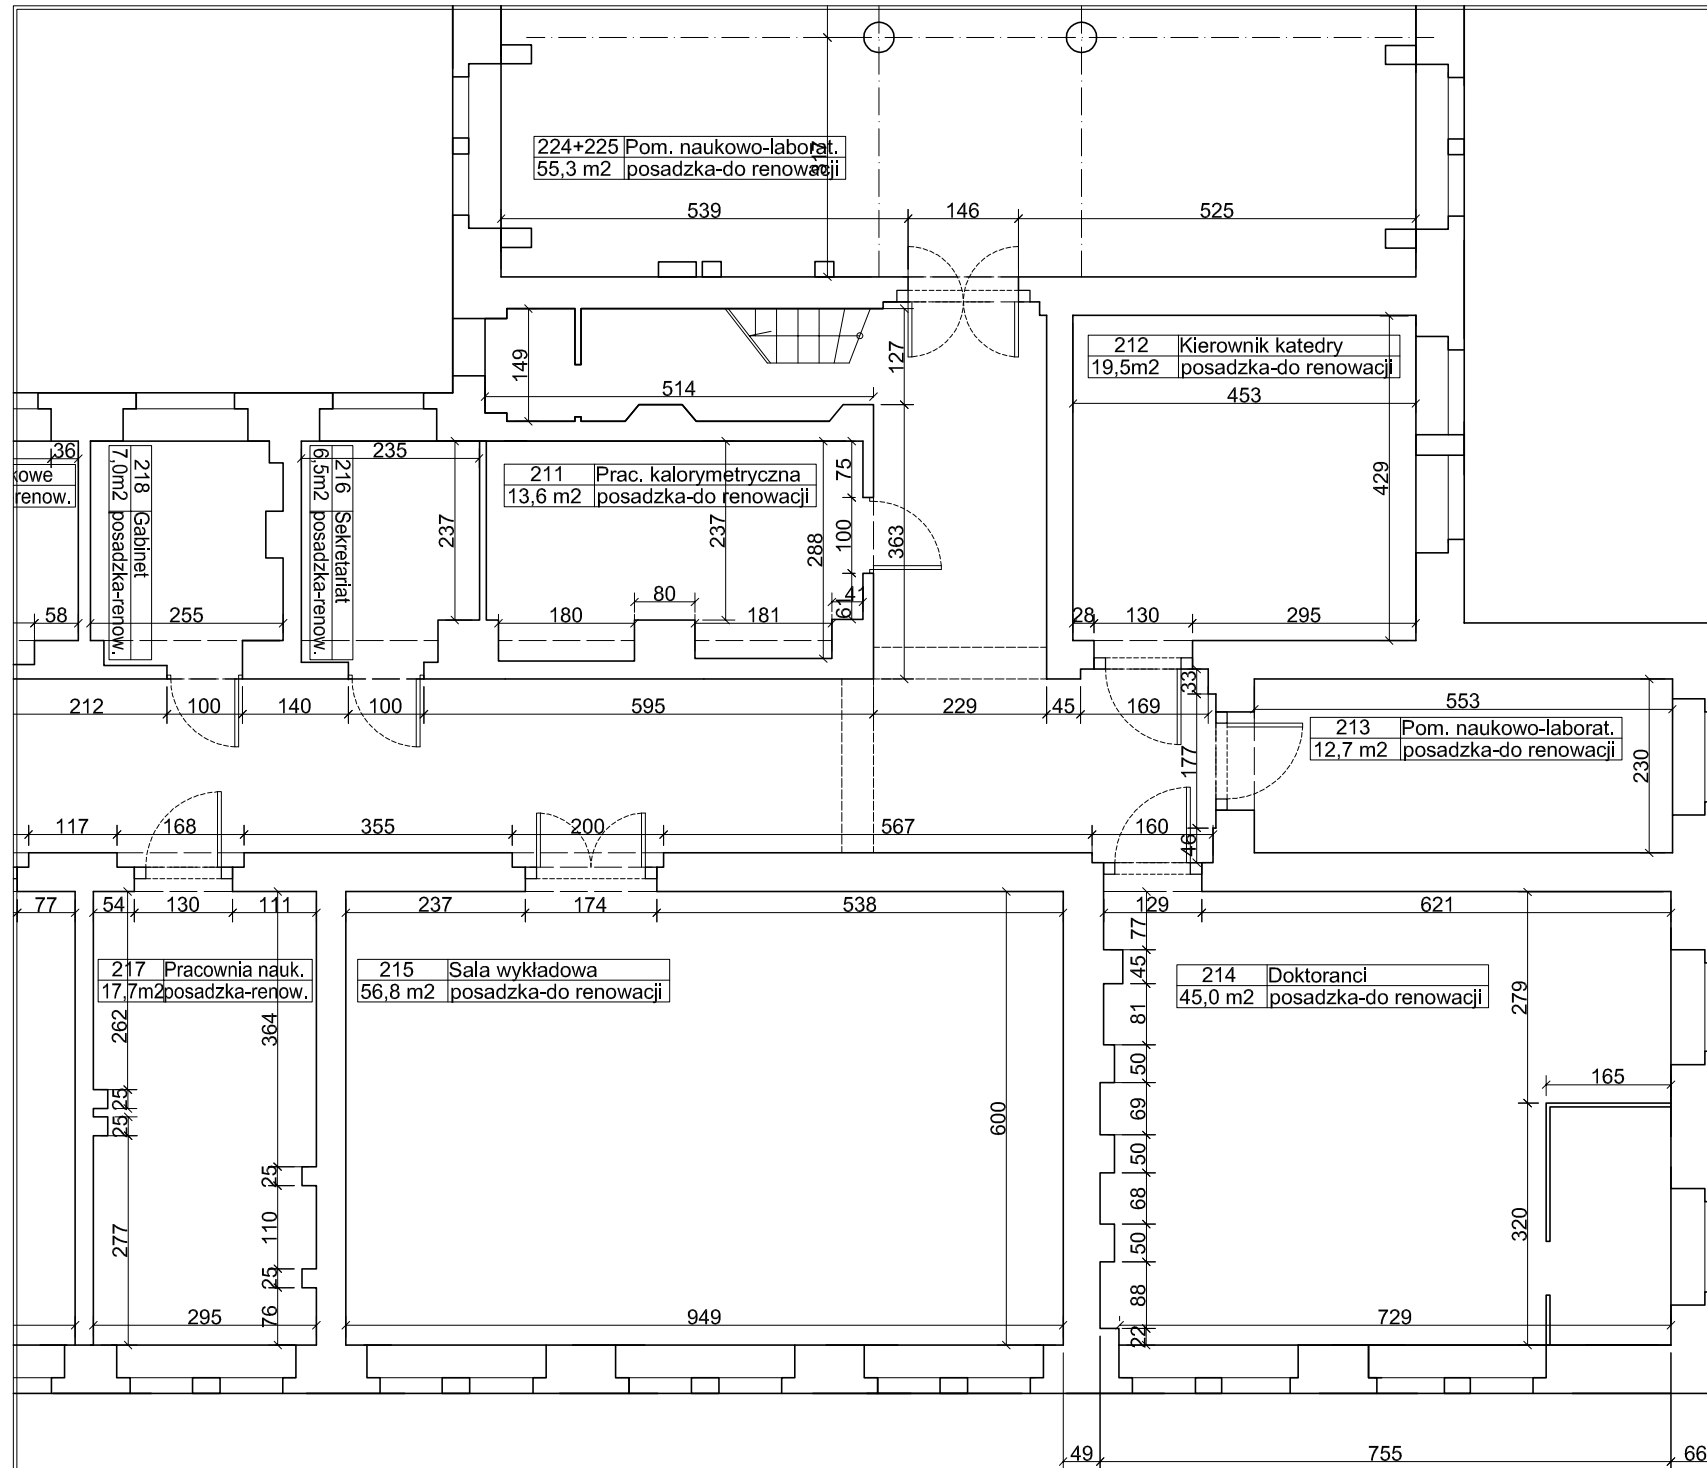 224+225 Pom. naukowo-laborat.
55,3 m2 posadzka-do renowacji
317
539 146 525
149
514
127
212 Kierownik katedry
19,5m2 posadzka-do renowacji
453
429
36
kowe
renow.
58
218 Gabinet
7,0m2 posadzka-renow.
255
235
216 Sekretariat
6,5m2 posadzka-renow.
237
211 Prac. kalorymetryczna
13,6 m2 posadzka-do renowacji
237
288
75
100
363
61
41
80
180 181
28 130 295
212 100 140 100 595 229 45 169
33
177
46
553
213 Pom. naukowo-laborat.
12,7 m2 posadzka-do renowacji
230
117 168 355 200 567 160
77 54 130 111 237 174 538 129 621
217 Pracownia nauk.
17,7m2 posadzka-renow.
262
25
25
277
364
25
110
25
76
295
215 Sala wykładowa
56,8 m2 posadzka-do renowacji
600
949
77
45
81
50
69
50
68
50
88
22
214 Doktoranci
45,0 m2 posadzka-do renowacji
279
165
320
729
49 755 66